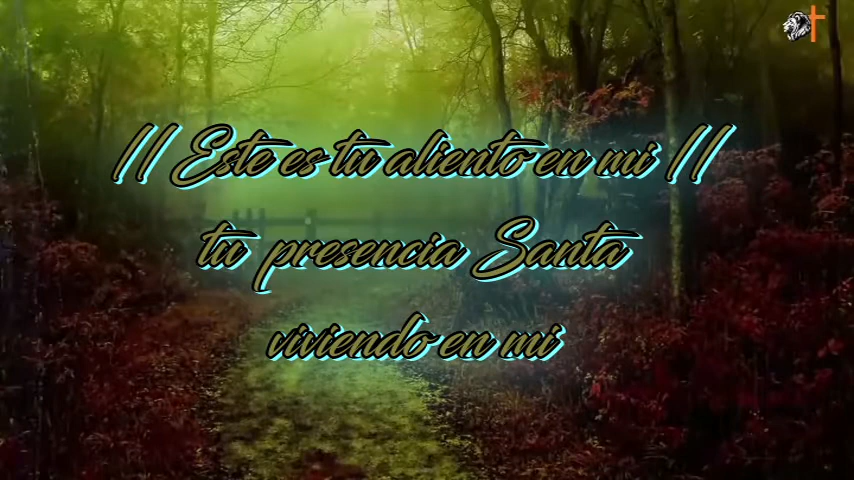 // Este es tu aliento en mi //
tu presencia Santa
viviendo en mi